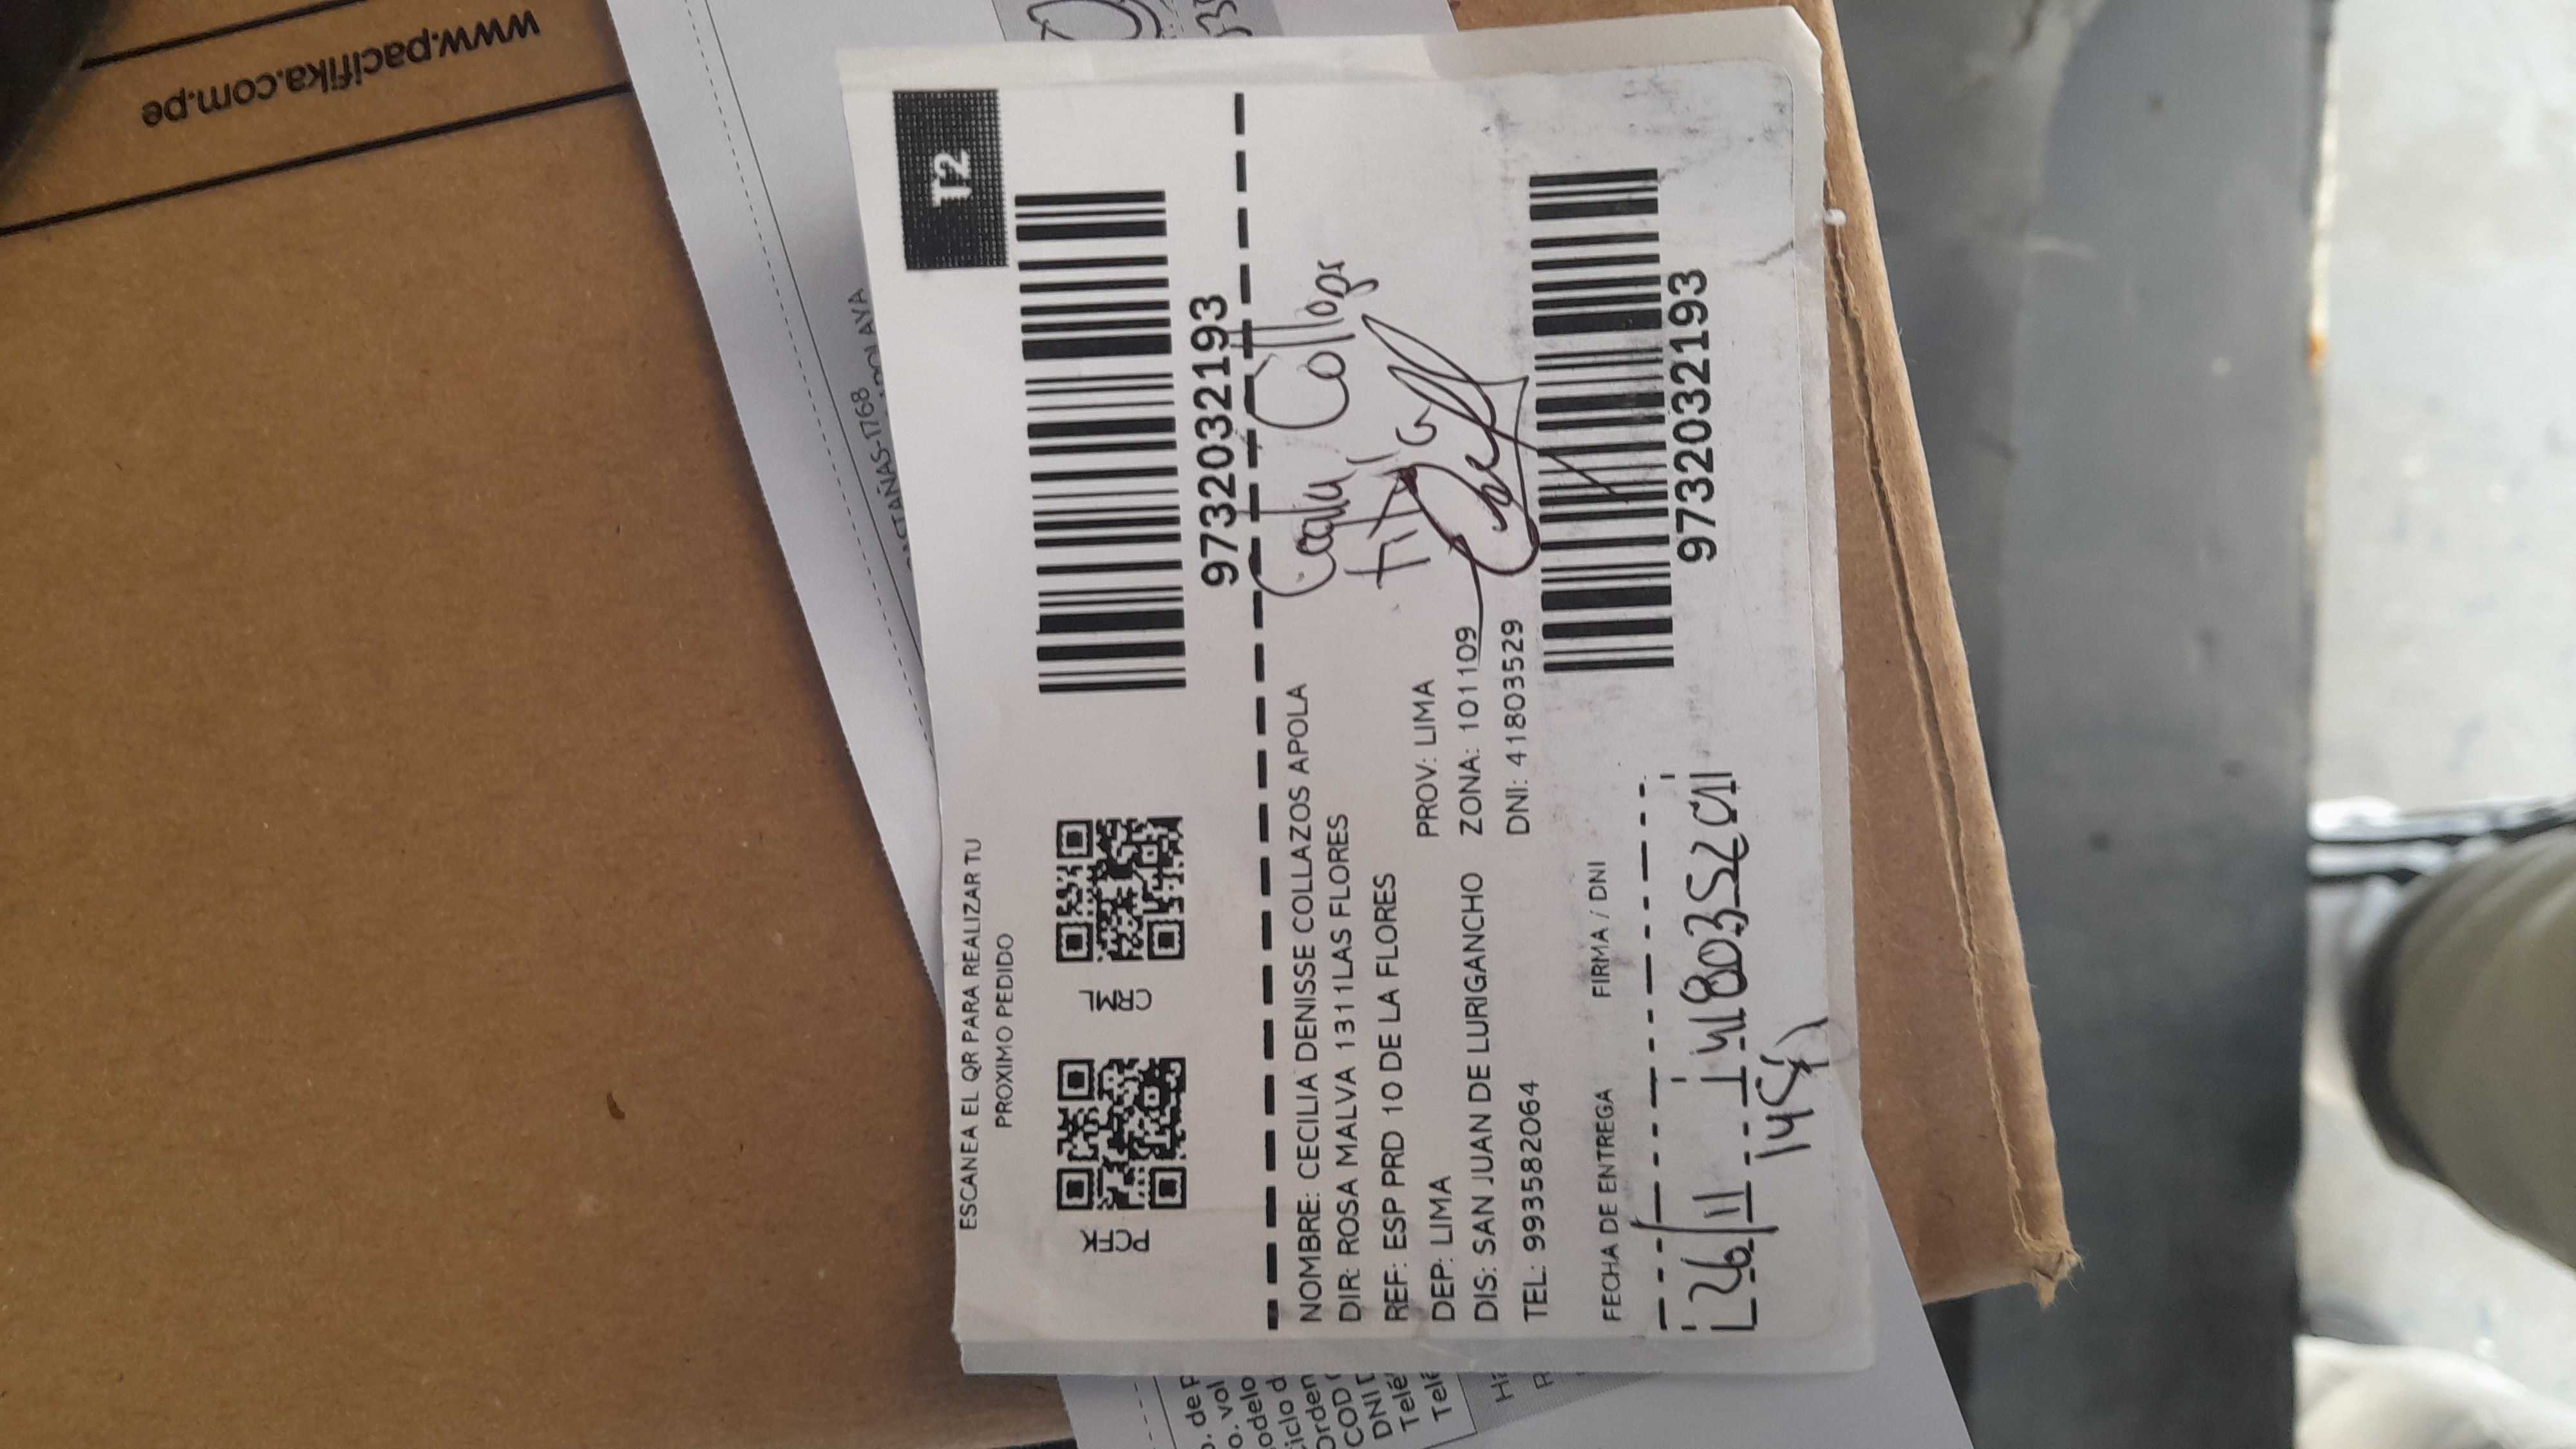 www.pacifika.com.pe
CASTAÑAS-1768
T2
ESCANEA EL QR PARA REALIZAR TU
PROXIMO PEDIDO
PCFK
9732032193
NOMBRE: CECILIA DENISSE COLLAZOS APOLA
DIR: ROSA MALVA 1311LAS FLORES
REF: ESP PRD 10 DE LA FLORES
DEP: LIMA PROV: LIMA
DIS: SAN JUAN DE LURIGANCHO ZONA: 101109
TEL: 993582064 DNI: 41803529
9732032193
FECHA DE ENTREGA FIRMA / DNI
26/11 41803529